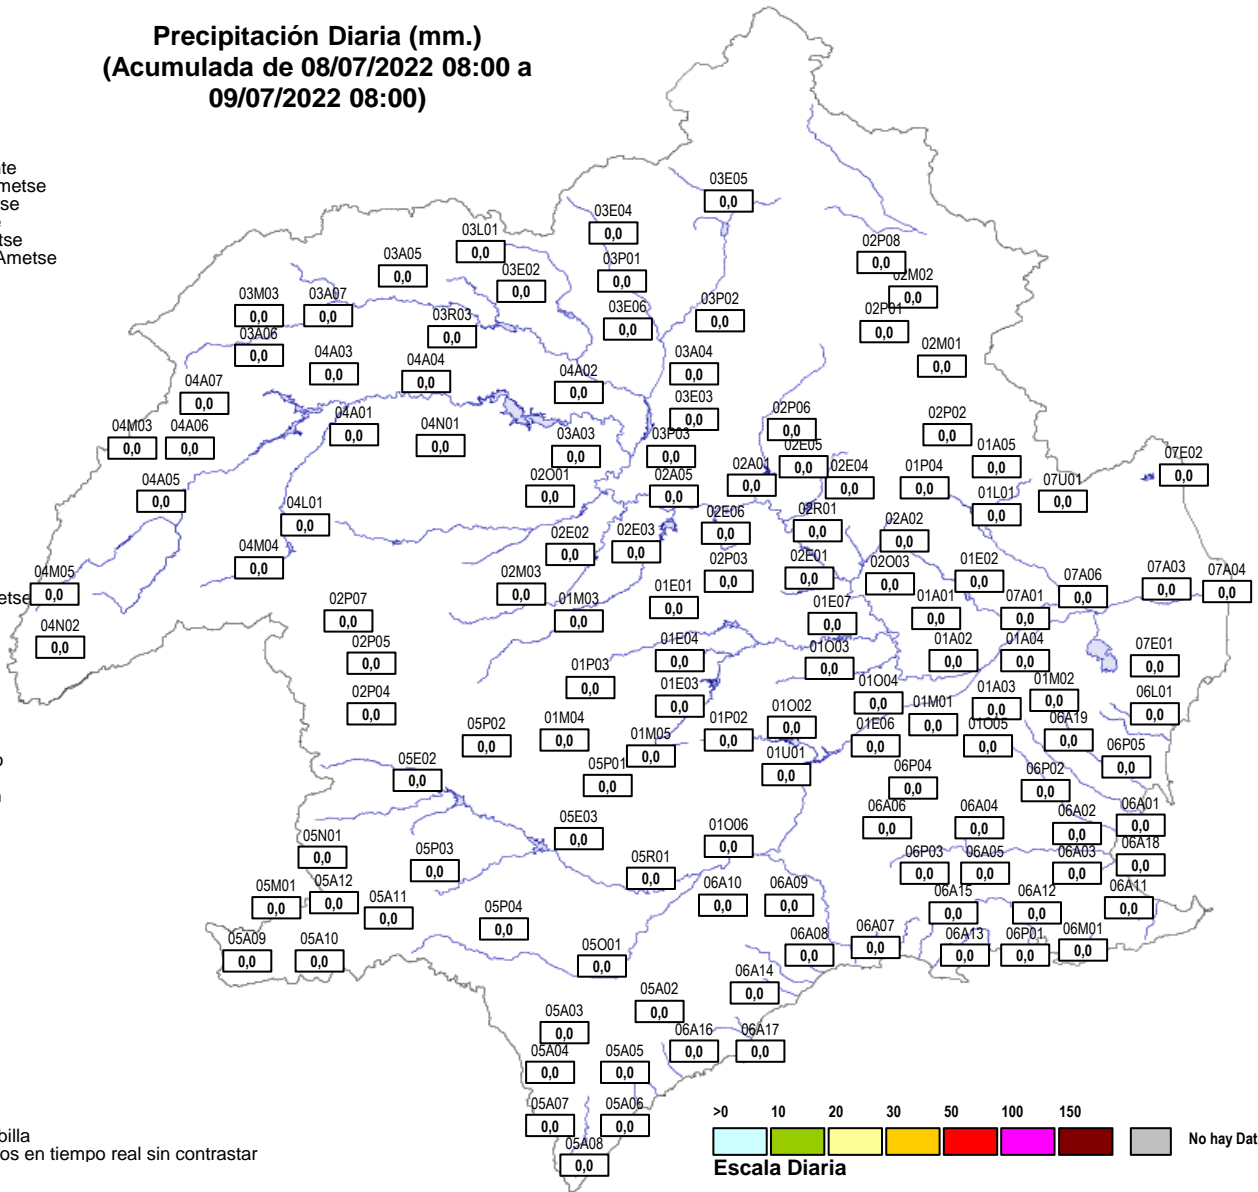 Precipitación Diaria (mm.)
(Acumulada de 08/07/2022 08:00 a
09/07/2022 08:00)
nte
metse
tse
e
tse
Ametse
etse
o
a
billa
os en tiempo real sin contrastar
03E05
0,0
03E04
0,0
03L01
0,0
03A05
0,0
03P01
0,0
03E02
0,0
02P08
0,0
02M02
0,0
03M03
0,0
03A07
0,0
03R03
0,0
03E06
0,0
03P02
0,0
02P01
0,0
03A06
0,0
04A03
0,0
04A04
0,0
04A02
0,0
03A04
0,0
02M01
0,0
04A07
0,0
03E03
0,0
04M03
0,0
04A06
0,0
04A01
0,0
04N01
0,0
03A03
0,0
03P03
0,0
02P06
0,0
02P02
0,0
02E05
0,0
01A05
0,0
07E02
0,0
04A05
0,0
02O01
0,0
02A05
0,0
02A01
0,0
02E04
0,0
01P04
0,0
07U01
0,0
04L01
0,0
01L01
0,0
02E06
0,0
02R01
0,0
02A02
0,0
02E02
0,0
02E03
0,0
04M04
0,0
04M05
0,0
02M03
0,0
02P03
0,0
02E01
0,0
02O03
0,0
01E02
0,0
07A06
0,0
07A03
0,0
07A04
0,0
02P07
0,0
01M03
0,0
01E01
0,0
01E07
0,0
01A01
0,0
07A01
0,0
04N02
0,0
02P05
0,0
01E04
0,0
01O03
0,0
01A02
0,0
01A04
0,0
07E01
0,0
02P04
0,0
01P03
0,0
01E03
0,0
01O04
0,0
01A03
0,0
01M02
0,0
06L01
0,0
05P02
0,0
01M04
0,0
01M05
0,0
01P02
0,0
01O02
0,0
01E06
0,0
01M01
0,0
01O05
0,0
06A19
0,0
05E02
0,0
05P01
0,0
01U01
0,0
06P04
0,0
06P02
0,0
06P05
0,0
05E03
0,0
01O06
0,0
06A06
0,0
06A04
0,0
06A02
0,0
06A01
0,0
05N01
0,0
05P03
0,0
05R01
0,0
06P03
0,0
06A05
0,0
06A03
0,0
06A18
0,0
05M01
0,0
05A12
0,0
05A11
0,0
05P04
0,0
06A10
0,0
06A09
0,0
06A15
0,0
06A12
0,0
06A11
0,0
05A09
0,0
05A10
0,0
05O01
0,0
06A08
0,0
06A07
0,0
06A13
0,0
06P01
0,0
06M01
0,0
06A14
0,0
05A02
0,0
05A03
0,0
06A16
0,0
06A17
0,0
05A04
0,0
05A05
0,0
05A07
0,0
05A06
0,0
05A08
0,0
>0 10 20 30 50 100 150
No hay Dat
Escala Diaria